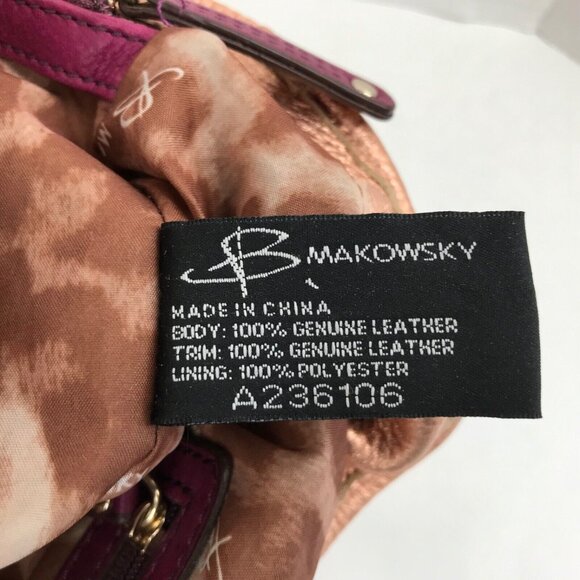 B. MAKOWSKY
MADE IN CHINA
BODY: 100% GENUINE LEATHER
TRIM: 100% GENUINE LEATHER
LINING: 100% POLYESTER
A236106